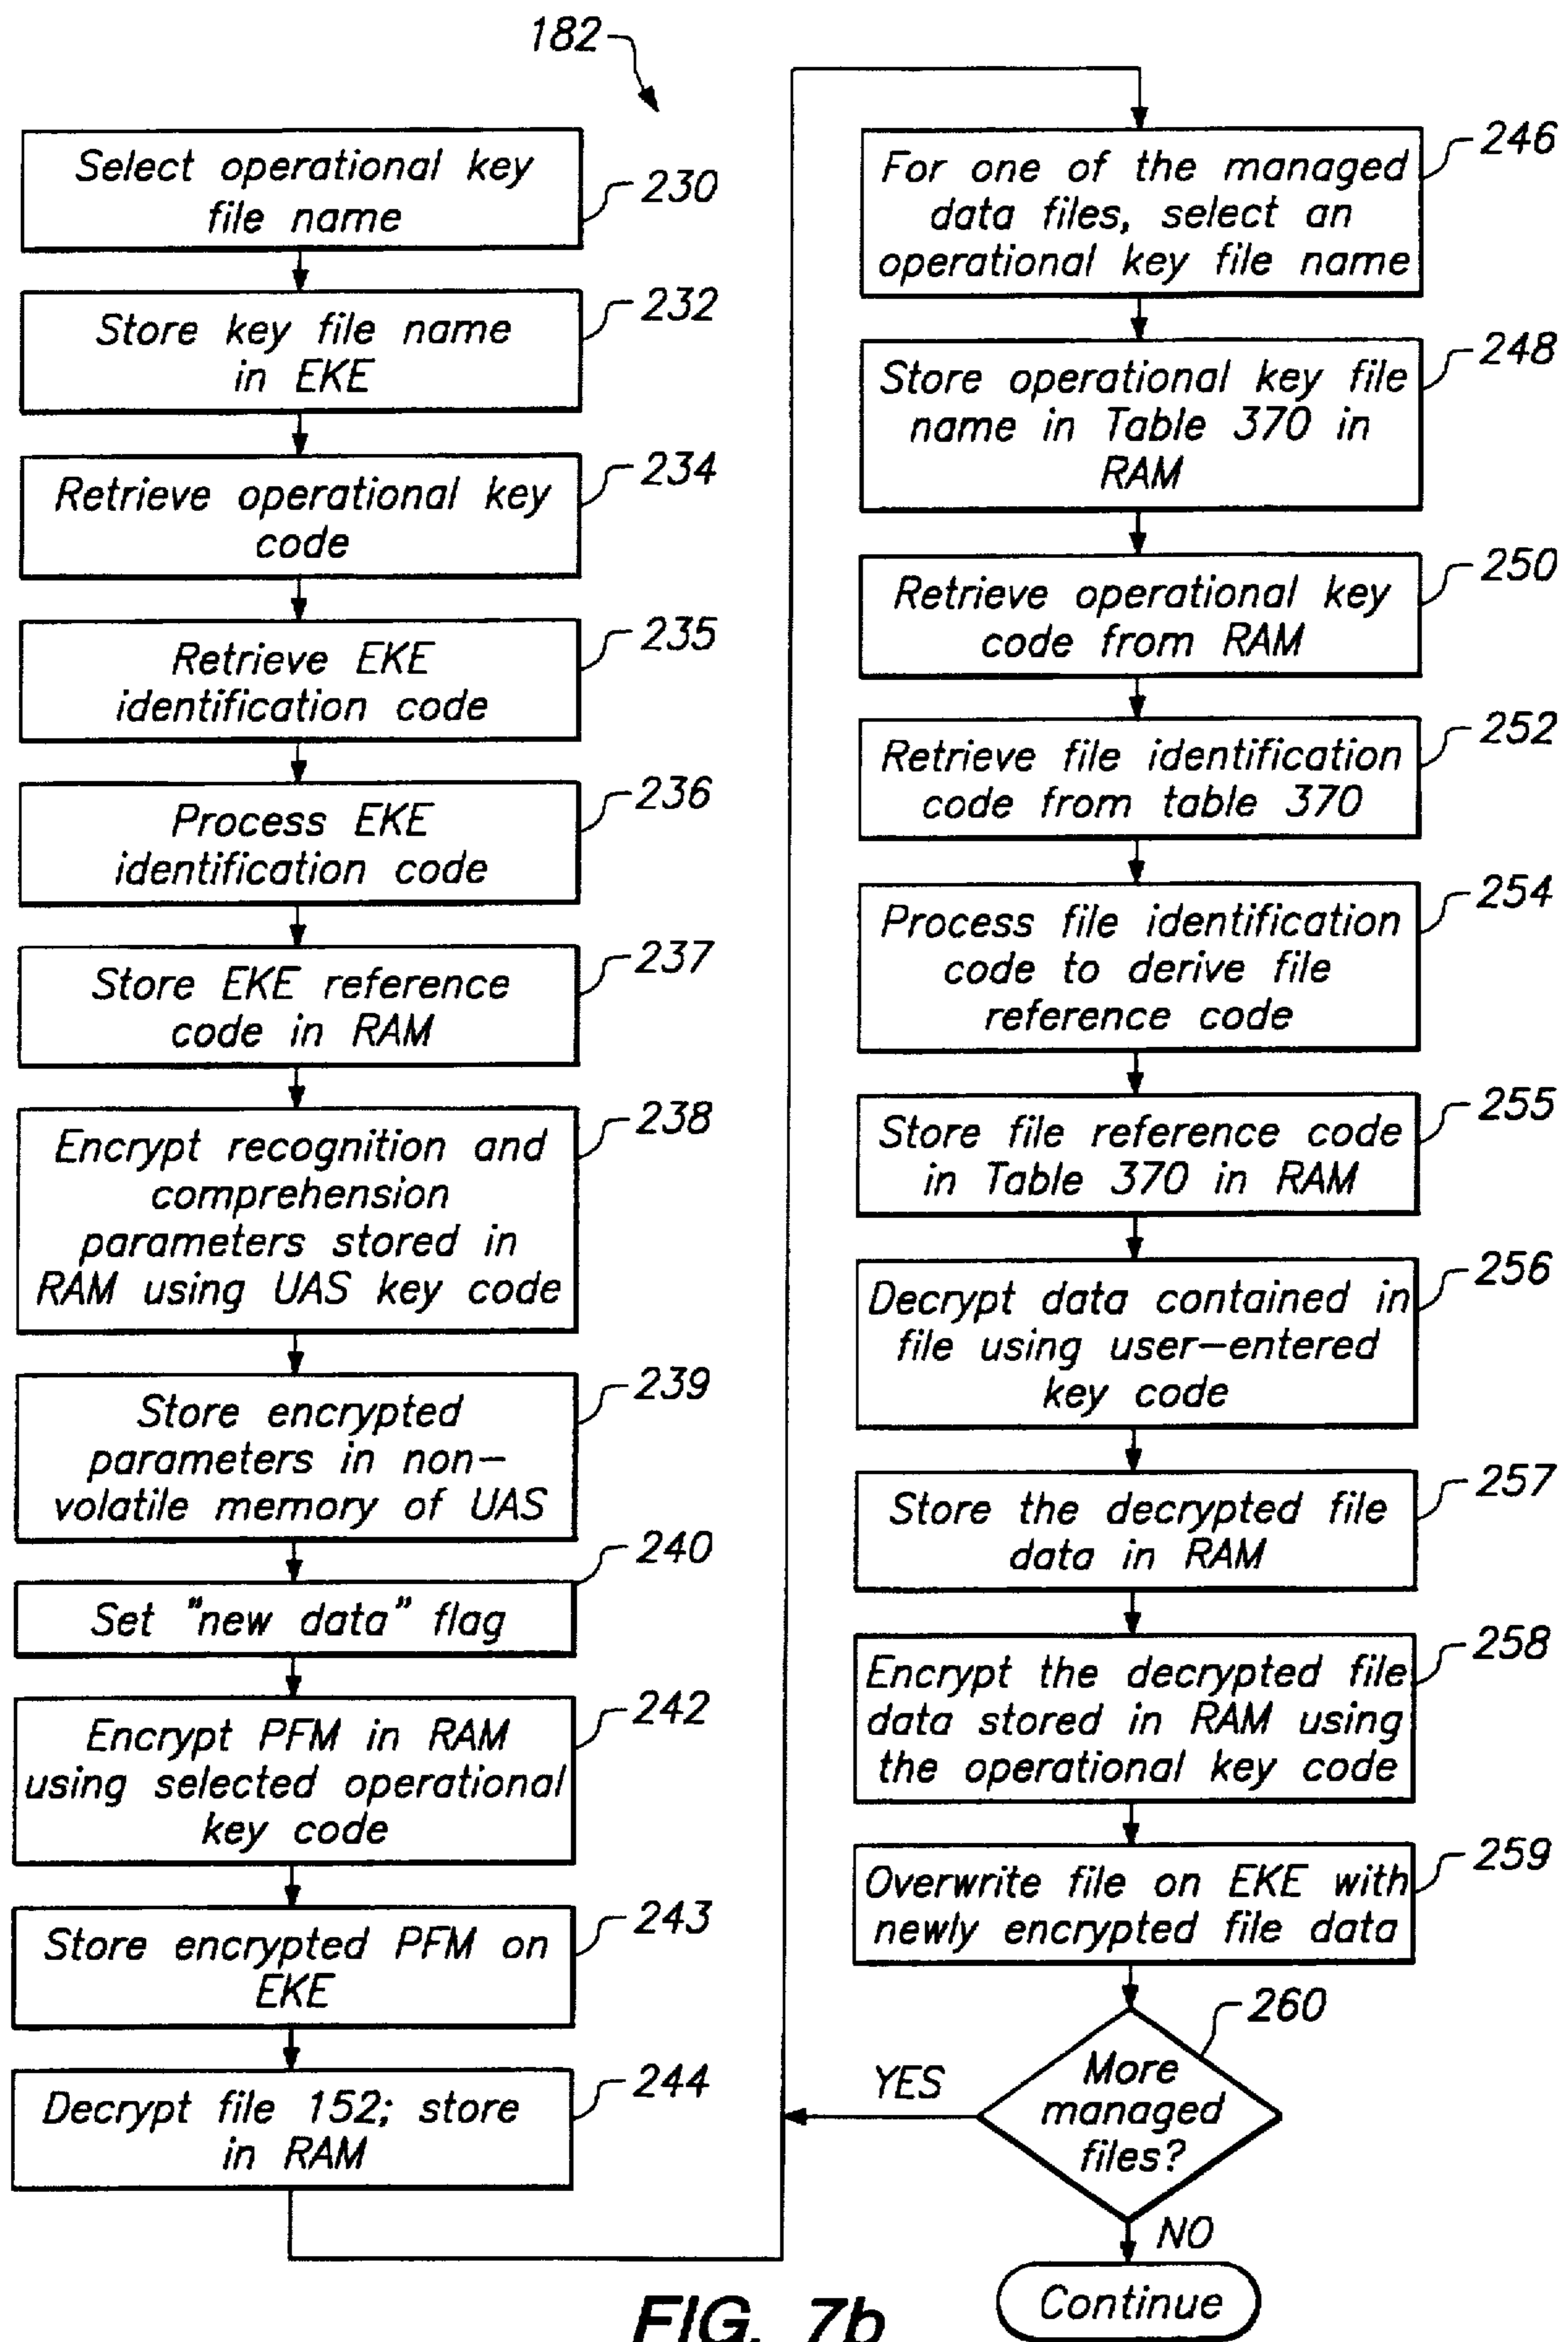 182
Select operational key
file name
230
Store key file name
in EKE
232
Retrieve operational key
code
234
Retrieve EKE
identification code
235
Process EKE
identification code
236
Store EKE reference
code in RAM
237
Encrypt recognition and
comprehension
parameters stored in
RAM using UAS key code
238
Store encrypted
parameters in non-
volatile memory of UAS
239
240
Set "new data" flag
Encrypt PFM in RAM
using selected operational
key code
242
Store encrypted PFM on
EKE
243
Decrypt file 152; store
in RAM
244
For one of the managed
data files, select an
operational key file name
246
Store operational key file
name in Table 370 in
RAM
248
Retrieve operational key
code from RAM
250
Retrieve file identification
code from table 370
252
Process file identification
code to derive file
reference code
254
Store file reference code
in Table 370 in RAM
255
Decrypt data contained in
file using user-entered
key code
256
Store the decrypted file
data in RAM
257
Encrypt the decrypted file
data stored in RAM using
the operational key code
258
Overwrite file on EKE with
newly encrypted file data
259
260
More
managed
files?
YES
NO
Continue
FIG. 7b